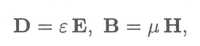 D = ε E, B = μ H,